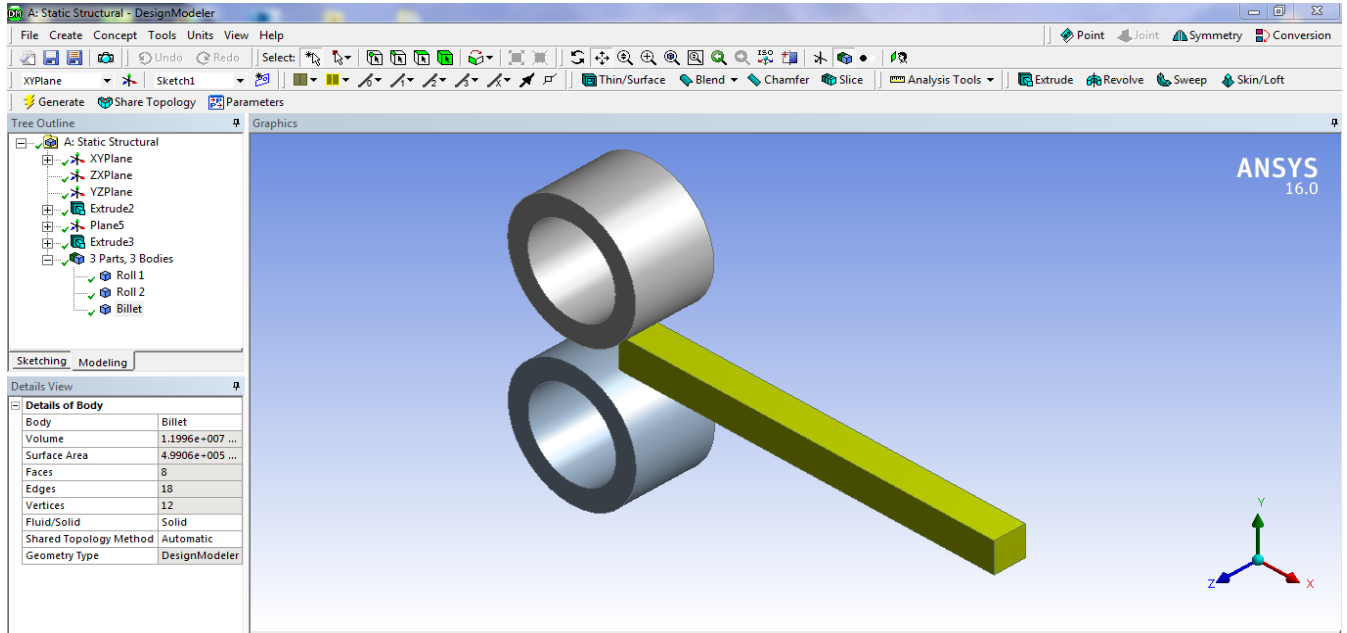 DM A: Static Structural - DesignModeler
File Create Concept Tools Units View Help
Point Joint Symmetry Conversion
Undo Redo Select: ISO
XYPlane Sketch1 Thin/Surface Blend Chamfer Slice Analysis Tools Extrude Revolve Sweep Skin/Loft
Generate Share Topology Parameters
Tree Outline
Graphics
A: Static Structural
XYPlane
ZXPlane
YZPlane
Extrude2
Plane5
Extrude3
3 Parts, 3 Bodies
Roll 1
Roll 2
Billet
Sketching Modeling
Details View
Details of Body
Body Billet
Volume 1.1996e+007 ...
Surface Area 4.9906e+005 ...
Faces 8
Edges 18
Vertices 12
Fluid/Solid Solid
Shared Topology Method Automatic
Geometry Type DesignModeler
ANSYS
16.0
Y
Z
X